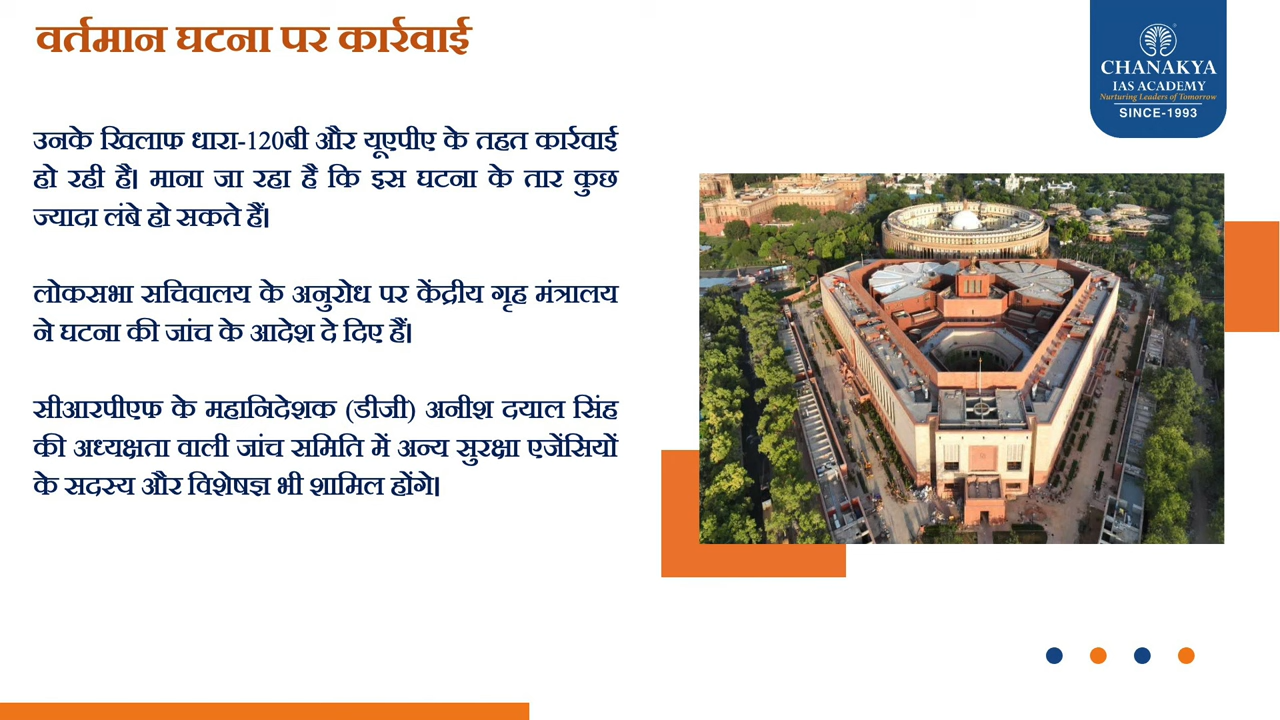 वर्तमान घटना पर कार्रवाई
CHANAKYA
IAS ACADEMY
Nurturing Leaders of Tomorrow
SINCE-1993
उनके खिलाफ धारा-120बी और यूएपीए के तहत कार्रवाई
हो रही है। माना जा रहा है कि इस घटना के तार कुछ
ज्यादा लंबे हो सकते हैं।
लोकसभा सचिवालय के अनुरोध पर केंद्रीय गृह मंत्रालय
ने घटना की जांच के आदेश दे दिए हैं।
सीआरपीएफ के महानिदेशक (डीजी) अनीश दयाल सिंह
की अध्यक्षता वाली जांच समिति में अन्य सुरक्षा एजेंसियों
के सदस्य और विशेषज्ञ भी शामिल होंगे।